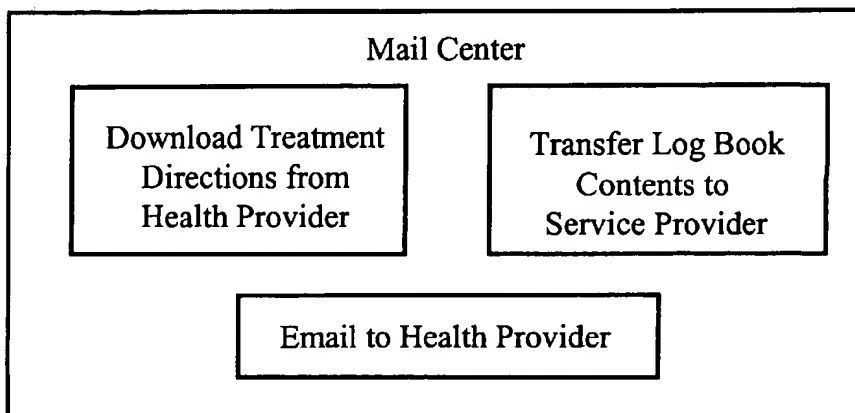 Mail Center
Download Treatment
Directions from
Health Provider
Transfer Log Book
Contents to
Service Provider
Email to Health Provider